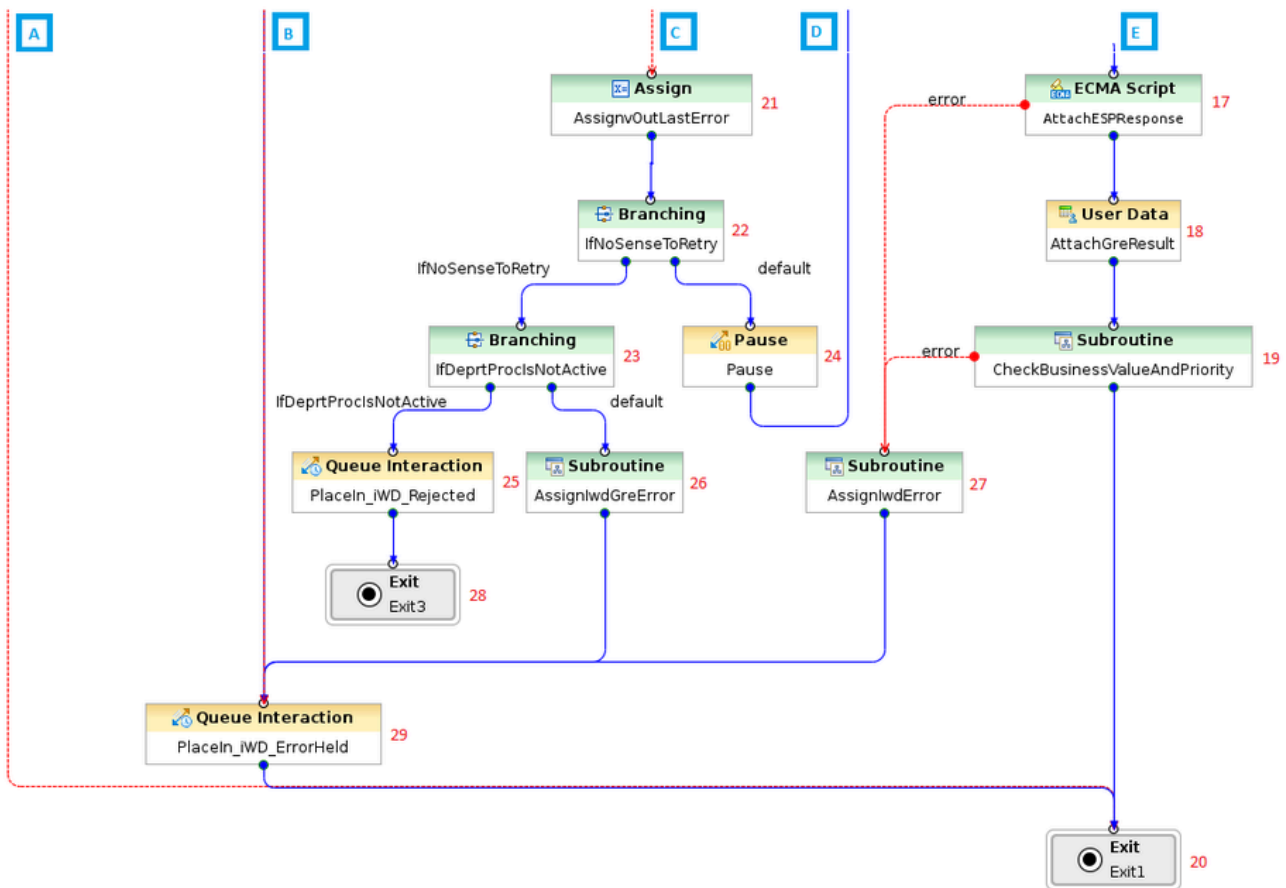 A
B
C
D
E
Assign
AssignvOutLastError
21
error
ECMA Script
AttachESPResponse
17
Branching
IfNoSenseToRetry
22
User Data
AttachGreResult
18
IfNoSenseToRetry
default
Branching
IfDeprtProcIsNotActive
23
Pause
Pause
24
error
Subroutine
CheckBusinessValueAndPriority
19
IfDeprtProcIsNotActive
default
Queue Interaction
PlaceIn_iWD_Rejected
25
Subroutine
AssignIwdGreError
26
Subroutine
AssignIwdError
27
Exit
Exit3
28
Queue Interaction
PlaceIn_iWD_ErrorHeld
29
Exit
Exit1
20